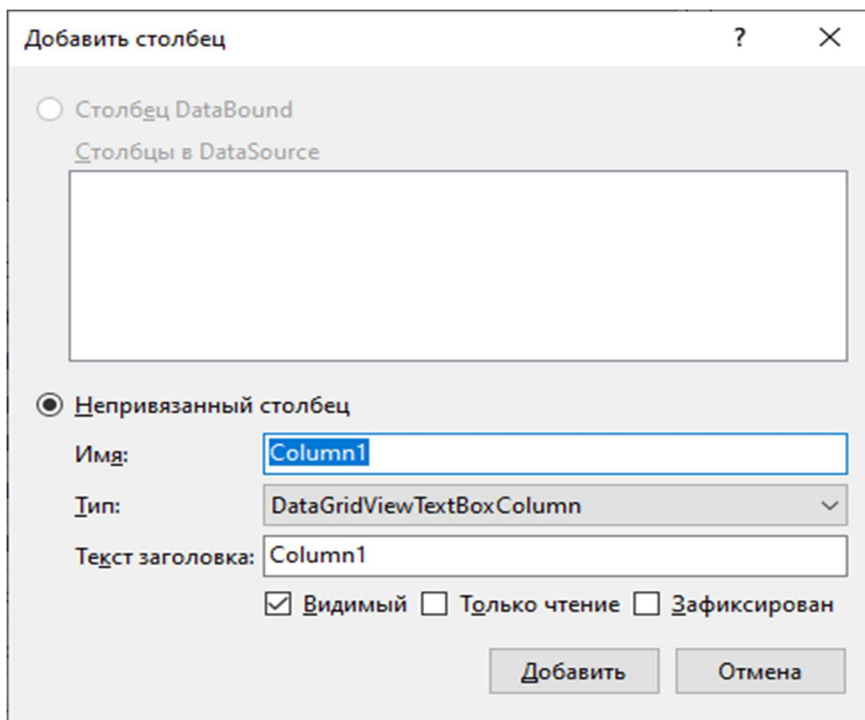 Добавить столбец ?
Столбец DataBound
Столбцы в DataSource
Непривязанный столбец
Имя: Column1
Тип: DataGridViewTextBoxColumn
Текст заголовка: Column1
Видимый Только чтение Зафиксирован
Добавить Отмена